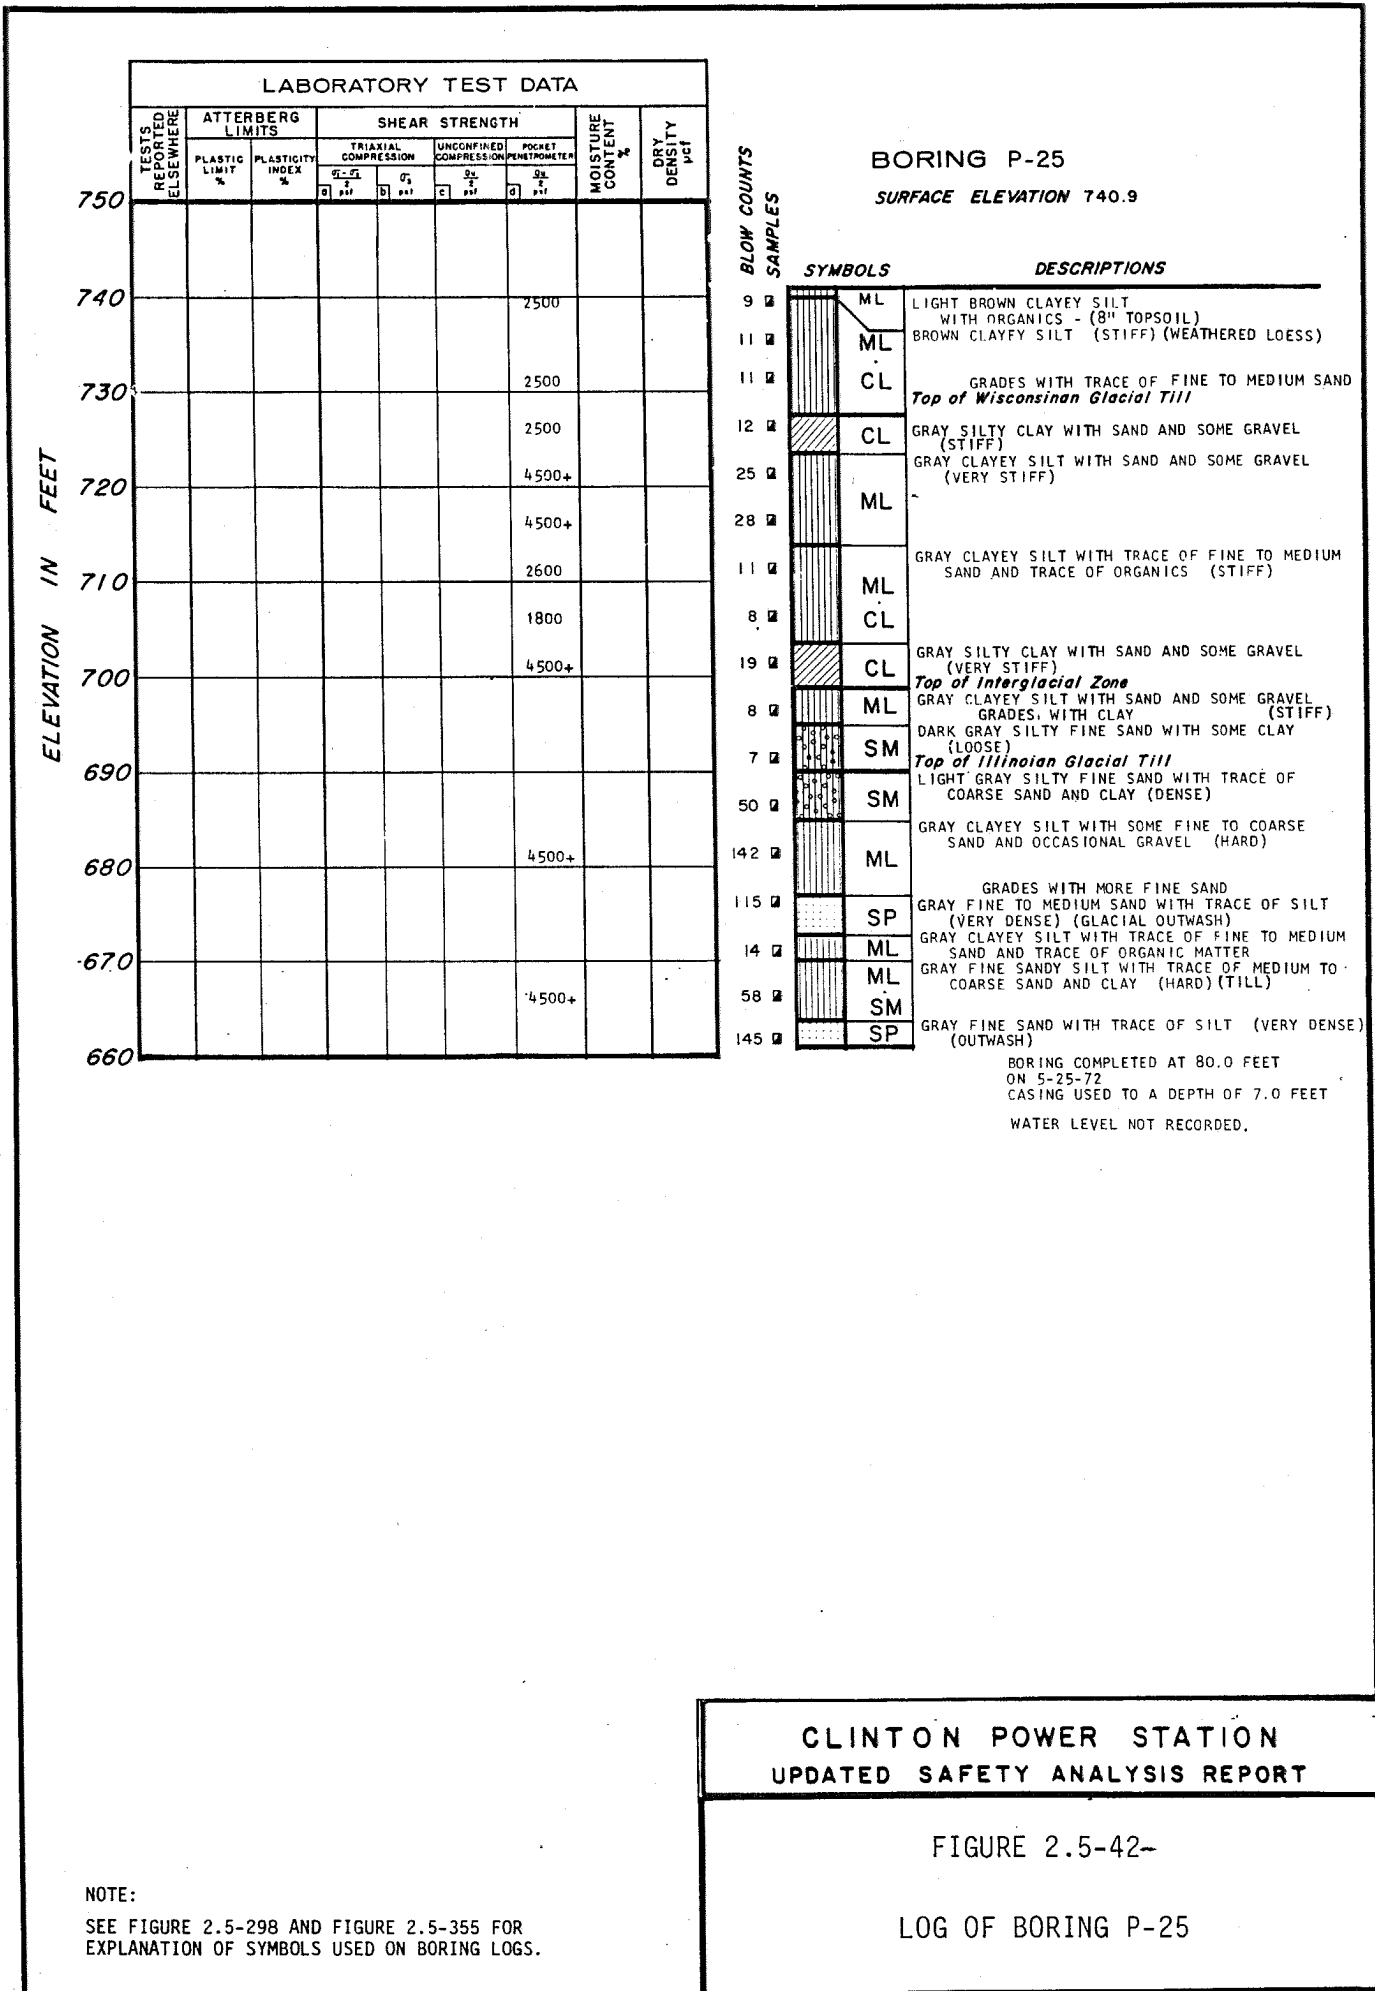 LABORATORY TEST DATA
TESTS REPORTED ELSEWHERE
ATTERBERG LIMITS
PLASTIC LIMIT %
PLASTICITY INDEX %
SHEAR STRENGTH
TRIAXIAL COMPRESSION
UNCONFINED COMPRESSION
POCKET PENETROMETER
a psf
b psf
c psf
d psf
MOISTURE CONTENT %
DRY DENSITY
ELEVATION IN FEET
750
740
730
720
710
700
690
680
670
660
2500
2500
2500
4500+
4500+
2600
1800
4500+
4500+
4500+
BORING P-25
SURFACE ELEVATION 740.9
BLOW COUNTS
SAMPLES
SYMBOLS
DESCRIPTIONS
9 ML LIGHT BROWN CLAYEY SILT
WITH ORGANICS - (8" TOPSOIL)
11 ML BROWN CLAYEY SILT (STIFF) (WEATHERED LOESS)
11 CL GRADES WITH TRACE OF FINE TO MEDIUM SAND
Top of Wisconsinan Glacial Till
12 CL GRAY SILTY CLAY WITH SAND AND SOME GRAVEL
(STIFF)
25 GRAY CLAYEY SILT WITH SAND AND SOME GRAVEL
(VERY STIFF)
ML
28
11 GRAY CLAYEY SILT WITH TRACE OF FINE TO MEDIUM
SAND AND TRACE OF ORGANICS (STIFF)
ML
8 CL
19 CL GRAY SILTY CLAY WITH SAND AND SOME GRAVEL
(VERY STIFF)
Top of Interglacial Zone
8 ML GRAY CLAYEY SILT WITH SAND AND SOME GRAVEL
GRADES WITH CLAY (STIFF)
7 SM DARK GRAY SILTY FINE SAND WITH SOME CLAY
(LOOSE)
Top of Illinoian Glacial Till
50 SM LIGHT GRAY SILTY FINE SAND WITH TRACE OF
COARSE SAND AND CLAY (DENSE)
142 ML GRAY CLAYEY SILT WITH SOME FINE TO COARSE
SAND AND OCCASIONAL GRAVEL (HARD)
GRADES WITH MORE FINE SAND
115 SP GRAY FINE TO MEDIUM SAND WITH TRACE OF SILT
(VERY DENSE) (GLACIAL OUTWASH)
14 ML GRAY CLAYEY SILT WITH TRACE OF FINE TO MEDIUM
SAND AND TRACE OF ORGANIC MATTER
58 ML SM GRAY FINE SANDY SILT WITH TRACE OF MEDIUM TO
COARSE SAND AND CLAY (HARD) (TILL)
145 SP GRAY FINE SAND WITH TRACE OF SILT (VERY DENSE)
(OUTWASH)
BORING COMPLETED AT 80.0 FEET
ON 5-25-72
CASING USED TO A DEPTH OF 7.0 FEET
WATER LEVEL NOT RECORDED.
CLINTON POWER STATION
UPDATED SAFETY ANALYSIS REPORT
FIGURE 2.5-42-
LOG OF BORING P-25
NOTE:
SEE FIGURE 2.5-298 AND FIGURE 2.5-355 FOR
EXPLANATION OF SYMBOLS USED ON BORING LOGS.